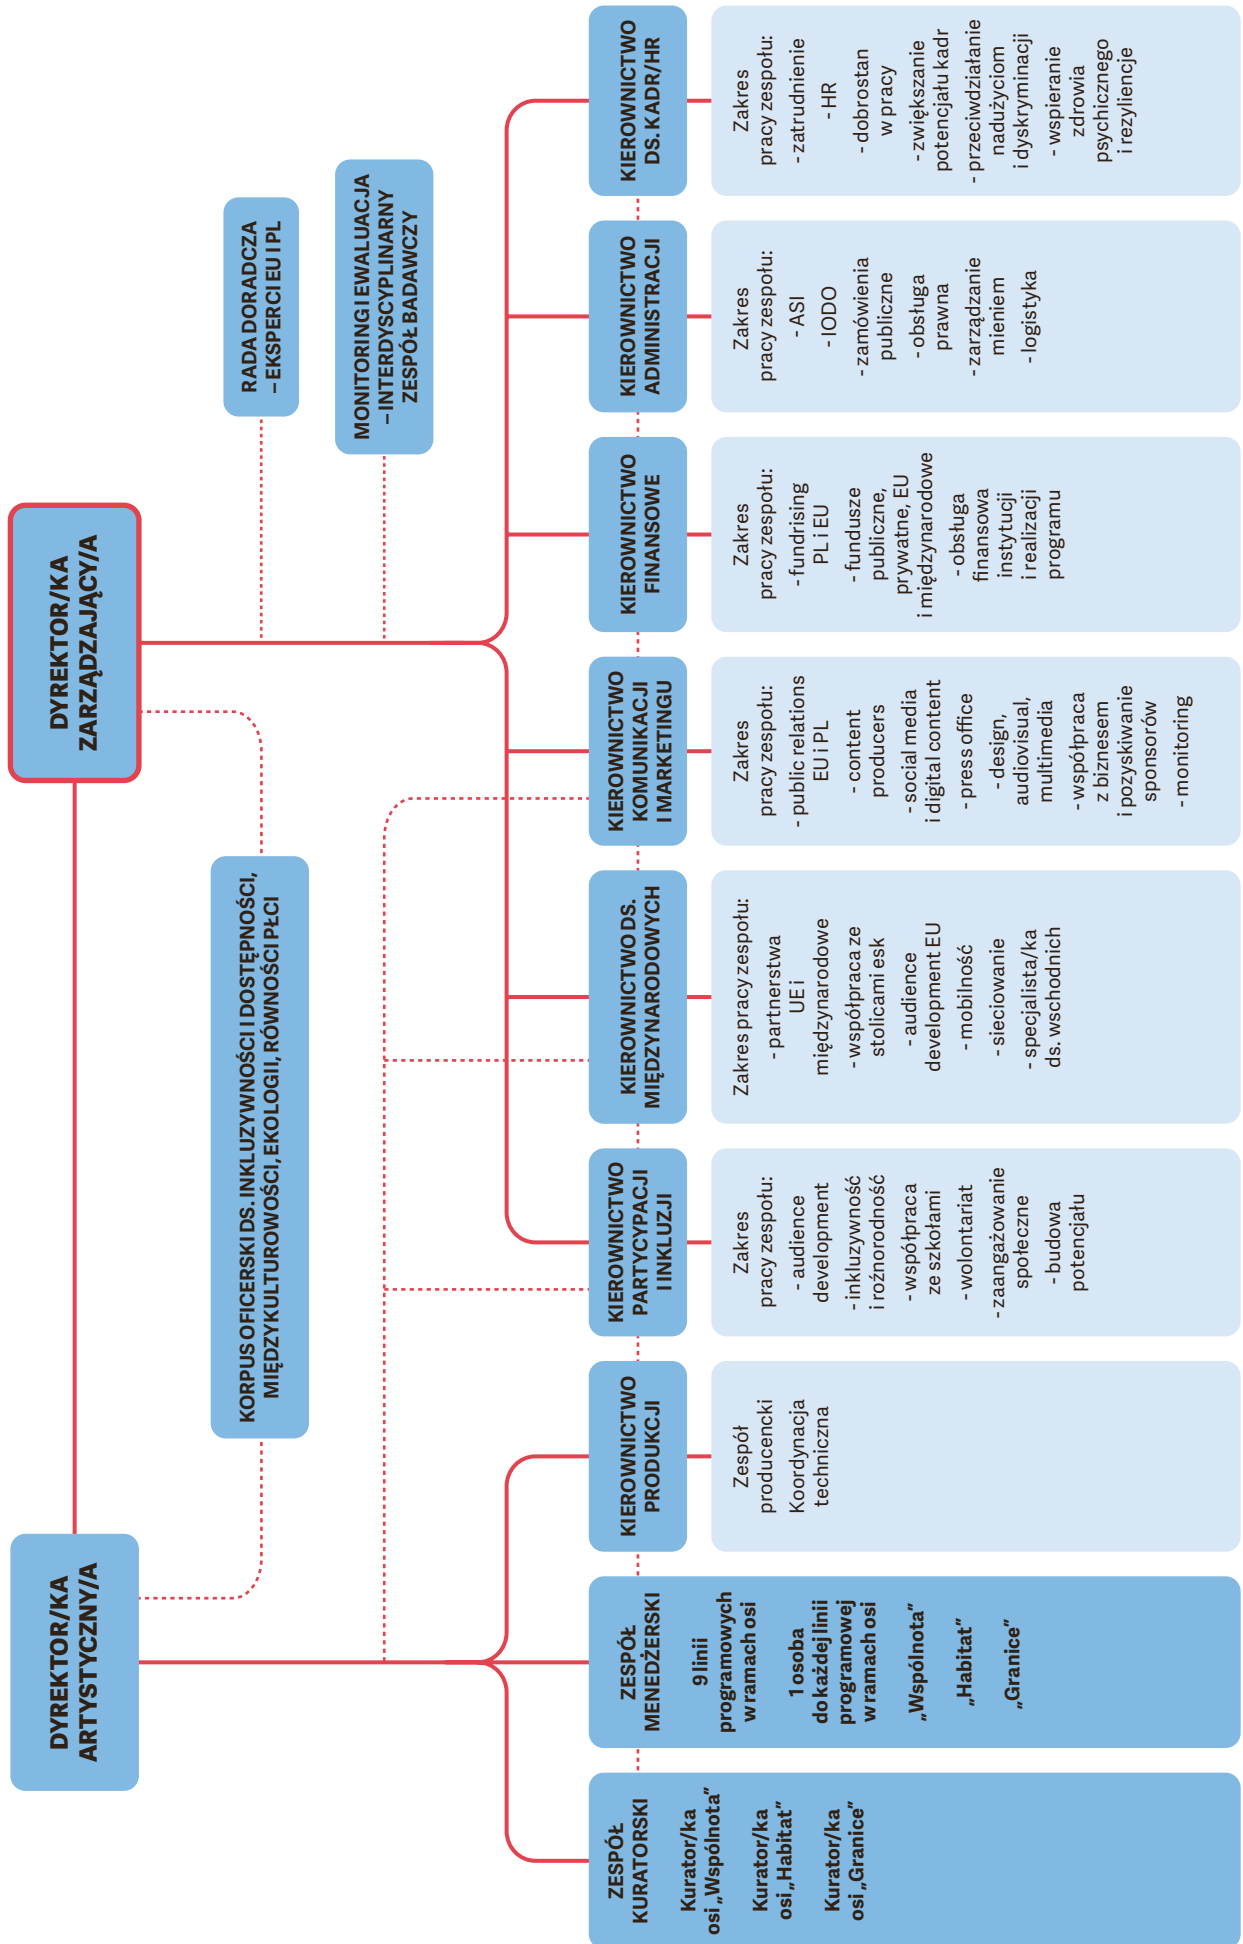 DYREKTOR/KA
ARTYSTYCZNY/A
DYREKTOR/KA
ZARZĄDZAJĄCY/A
KORPUS OFICERSKI DS. INKLUZYWNOŚCI I DOSTĘPNOŚCI,
MIĘDZYKULTUROWOŚCI, EKOLOGII, RÓWNOŚCI PŁCI
RADA DORADCZA
– EKSPERCI EU I PL
MONITORING I EWALUACJA
– INTERDYSCYPLINARNY
ZESPÓŁ BADAWCZY
ZESPÓŁ
KURATORSKI
Kurator/ka
osi „Wspólnota”
Kurator/ka
osi „Habitat”
Kurator/ka
osi „Granice”
ZESPÓŁ
MENEDŻERSKI
9 linii
programowych
w ramach osi
1 osoba
do każdej linii
programowej
w ramach osi
„Wspólnota”
„Habitat”
„Granice”
KIEROWNICTWO
PRODUKCJI
Zespół
producencki
Koordynacja
techniczna
KIEROWNICTWO
PARTYCYPACJI
I INKLUZJI
Zakres
pracy zespołu:
- audience
development
- inkluzywność
i rożnorodność
- współpraca
ze szkołami
- wolontariat
- zaangażowanie
społeczne
- budowa
potencjału
KIEROWNICTWO DS.
MIĘDZYNARODOWYCH
Zakres pracy zespołu:
- partnerstwa
UE i
międzynarodowe
- współpraca ze
stolicami esk
- audience
development EU
- mobilność
- sieciowanie
- specjalista/ka
ds. wschodnich
KIEROWNICTWO
KOMUNIKACJI
I MARKETINGU
Zakres
pracy zespołu:
- public relations
EU i PL
- content
producers
- social media
i digital content
- press office
- design,
audiovisual,
multimedia
- współpraca
z biznesem
i pozyskiwanie
sponsorów
- monitoring
KIEROWNICTWO
FINANSOWE
Zakres
pracy zespołu:
- fundrising
PL i EU
- fundusze
publiczne,
prywatne, EU
i międzynarodowe
- obsługa
finansowa
instytucji
i realizacji
programu
KIEROWNICTWO
ADMINISTRACJI
Zakres
pracy zespołu:
- ASI
- IODO
- zamówienia
publiczne
- obsługa
prawna
- zarządzanie
mieniem
- logistyka
KIEROWNICTWO
DS. KADR/HR
Zakres
pracy zespołu:
- zatrudnienie
- HR
- dobrostan
w pracy
- zwiększanie
potencjału kadr
- przeciwdziałanie
nadużyciom
i dyskryminacji
- wspieranie
zdrowia
psychicznego
i rezyliencje